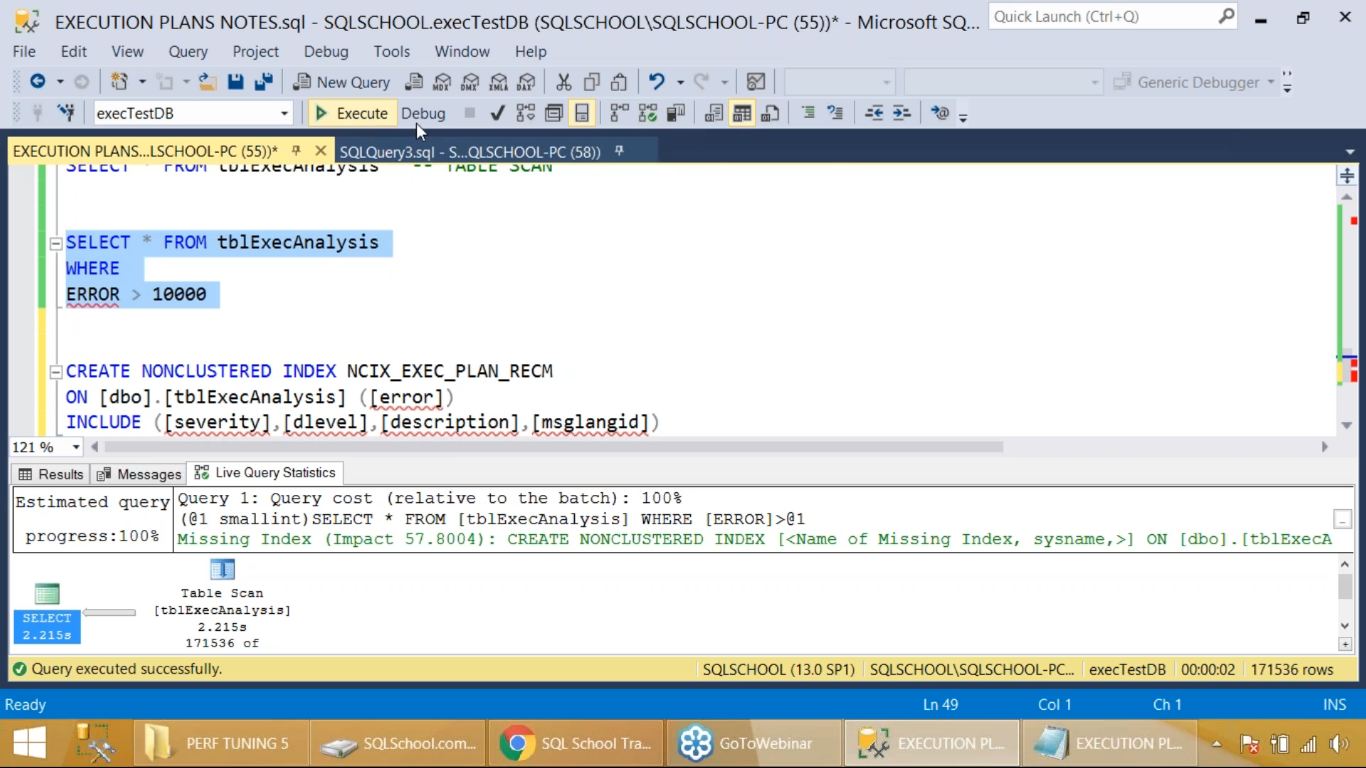 EXECUTION PLANS NOTES.sql - SQLSCHOOL.execTestDB (SQLSCHOOL\SQLSCHOOL-PC (55))* - Microsoft SQ...
Quick Launch (Ctrl+Q)
File Edit View Query Project Debug Tools Window Help
New Query
MDX DMX XMLA DAX
Generic Debugger
execTestDB
Execute Debug
EXECUTION PLANS...LSCHOOL-PC (55))*
SQLQuery3.sql - S...QLSCHOOL-PC (58))
SELECT * FROM tblExecAnalysis -- TABLE SCAN
SELECT * FROM tblExecAnalysis
WHERE
ERROR > 10000
CREATE NONCLUSTERED INDEX NCIX_EXEC_PLAN_RECM
ON [dbo].[tblExecAnalysis] ([error])
INCLUDE ([severity],[dlevel],[description],[msglangid])
121 %
Results Messages Live Query Statistics
Estimated query
progress:100%
Query 1: Query cost (relative to the batch): 100%
(@1 smallint)SELECT * FROM [tblExecAnalysis] WHERE [ERROR]>@1
Missing Index (Impact 57.8004): CREATE NONCLUSTERED INDEX [<Name of Missing Index, sysname,>] ON [dbo].[tblExecA
...
SELECT
2.215s
Table Scan
[tblExecAnalysis]
2.215s
171536 of
Query executed successfully.
SQLSCHOOL (13.0 SP1) SQLSCHOOL\SQLSCHOOL-PC... execTestDB 00:00:02 171536 rows
Ready
Ln 49 Col 1 Ch 1 INS
PERF TUNING 5
SQLSchool.com...
SQL School Tra...
GoToWebinar
EXECUTION PL...
EXECUTION PL...